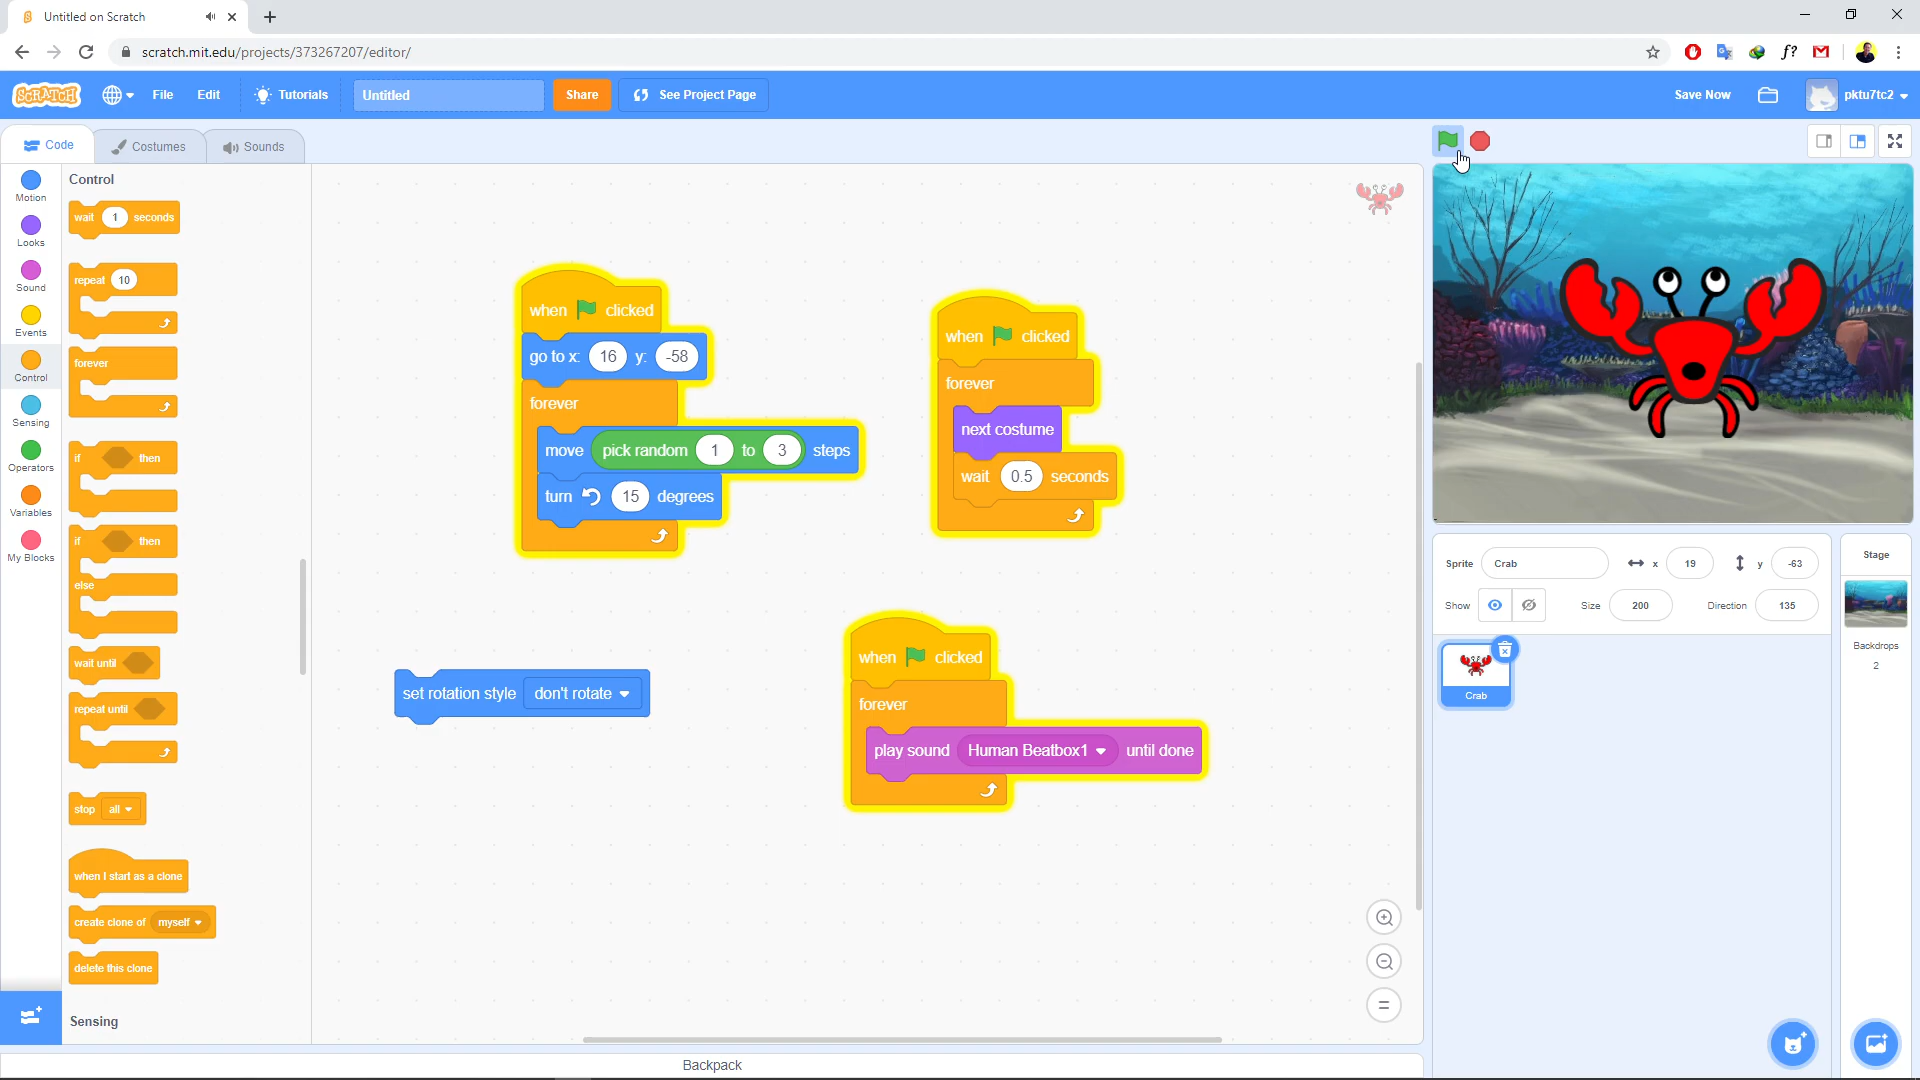 Untitled on Scratch
scratch.mit.edu/projects/373267207/editor/
f?
SCRATCH
File
Edit
Tutorials
Untitled
Share
See Project Page
Save Now
pktu7tc2
Code
Costumes
Sounds
Motion
Looks
Sound
Events
Control
Sensing
Operators
Variables
My Blocks
Control
wait 1 seconds
repeat 10
forever
if then
if then
else
wait until
repeat until
stop all
when I start as a clone
create clone of myself
delete this clone
Sensing
when clicked
go to x: 16 y: -58
forever
move pick random 1 to 3 steps
turn 15 degrees
set rotation style don't rotate
when clicked
forever
next costume
wait 0.5 seconds
when clicked
forever
play sound Human Beatbox1 until done
Backpack
Sprite Crab x 19 y -63
Show Size 200 Direction 135
Crab
Stage
Backdrops
2